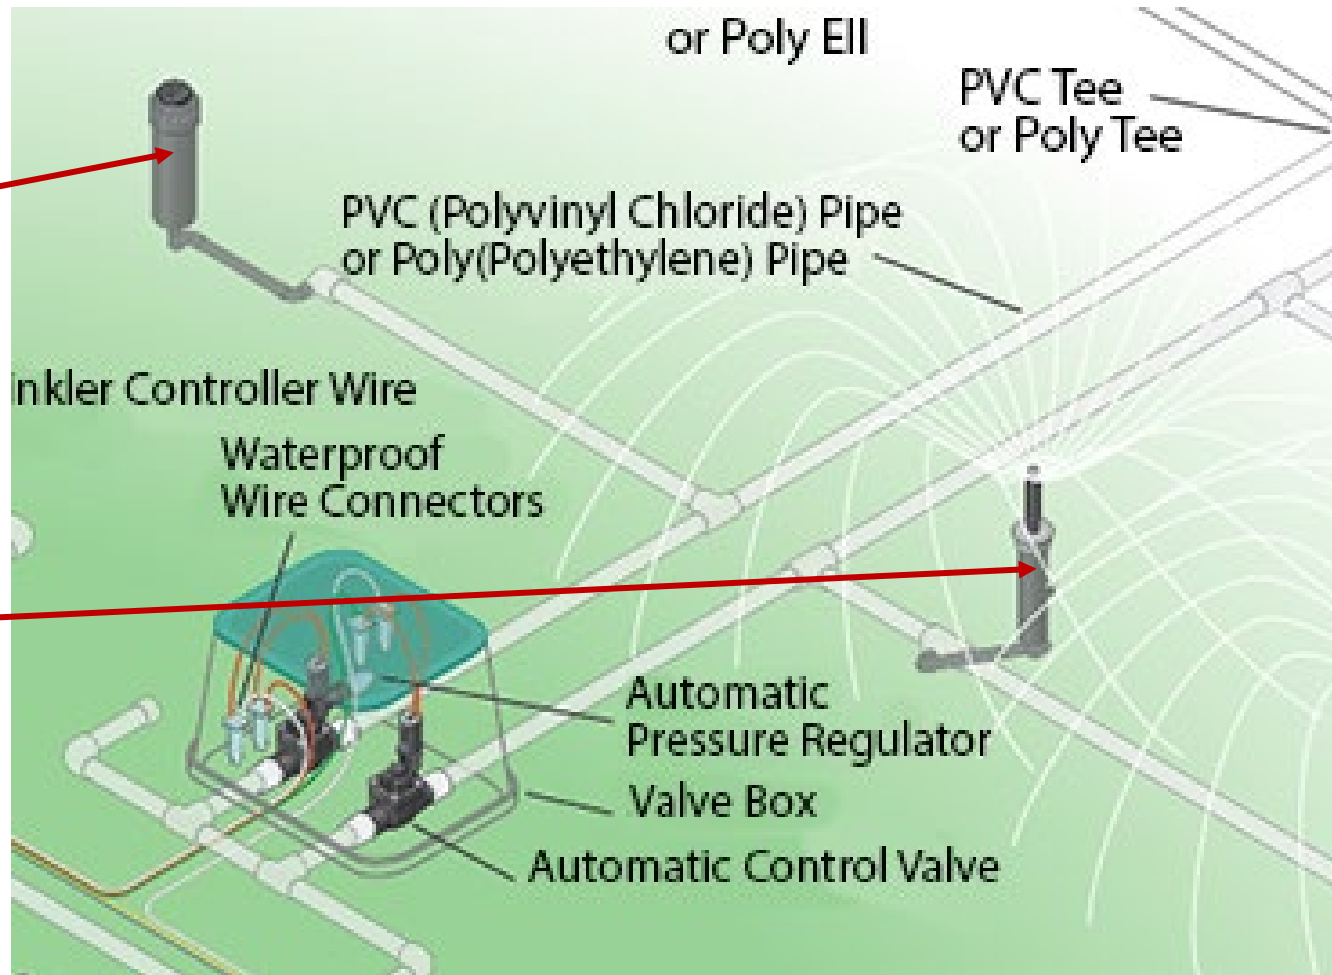 or Poly Ell
PVC Tee
or Poly Tee
PVC (Polyvinyl Chloride) Pipe
or Poly(Polyethylene) Pipe
inkler Controller Wire
Waterproof
Wire Connectors
Automatic
Pressure Regulator
Valve Box
Automatic Control Valve